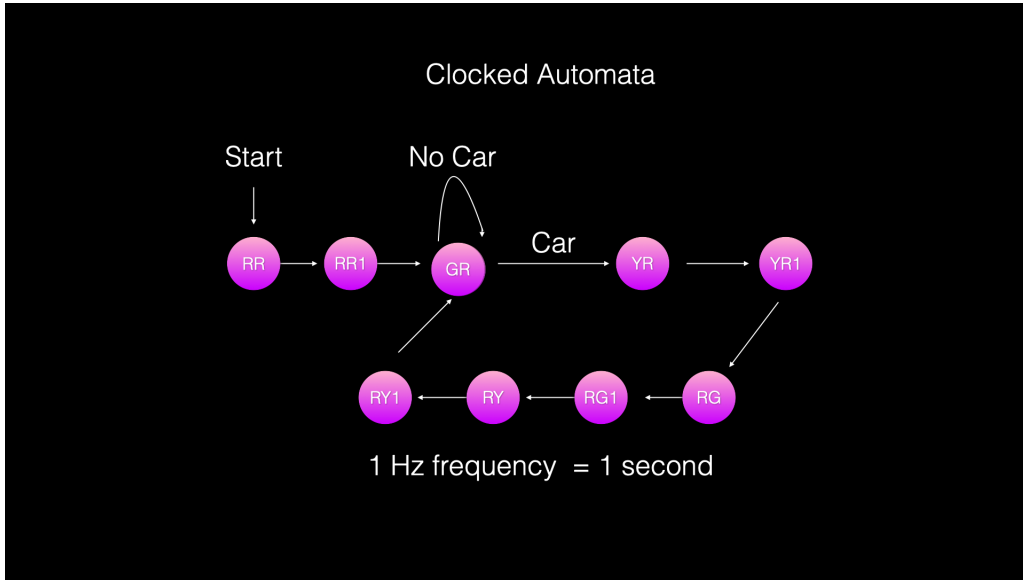 Clocked Automata
Start
No Car
Car
RR
RR1
GR
YR
YR1
RY1
RY
RG1
RG
1 Hz frequency = 1 second